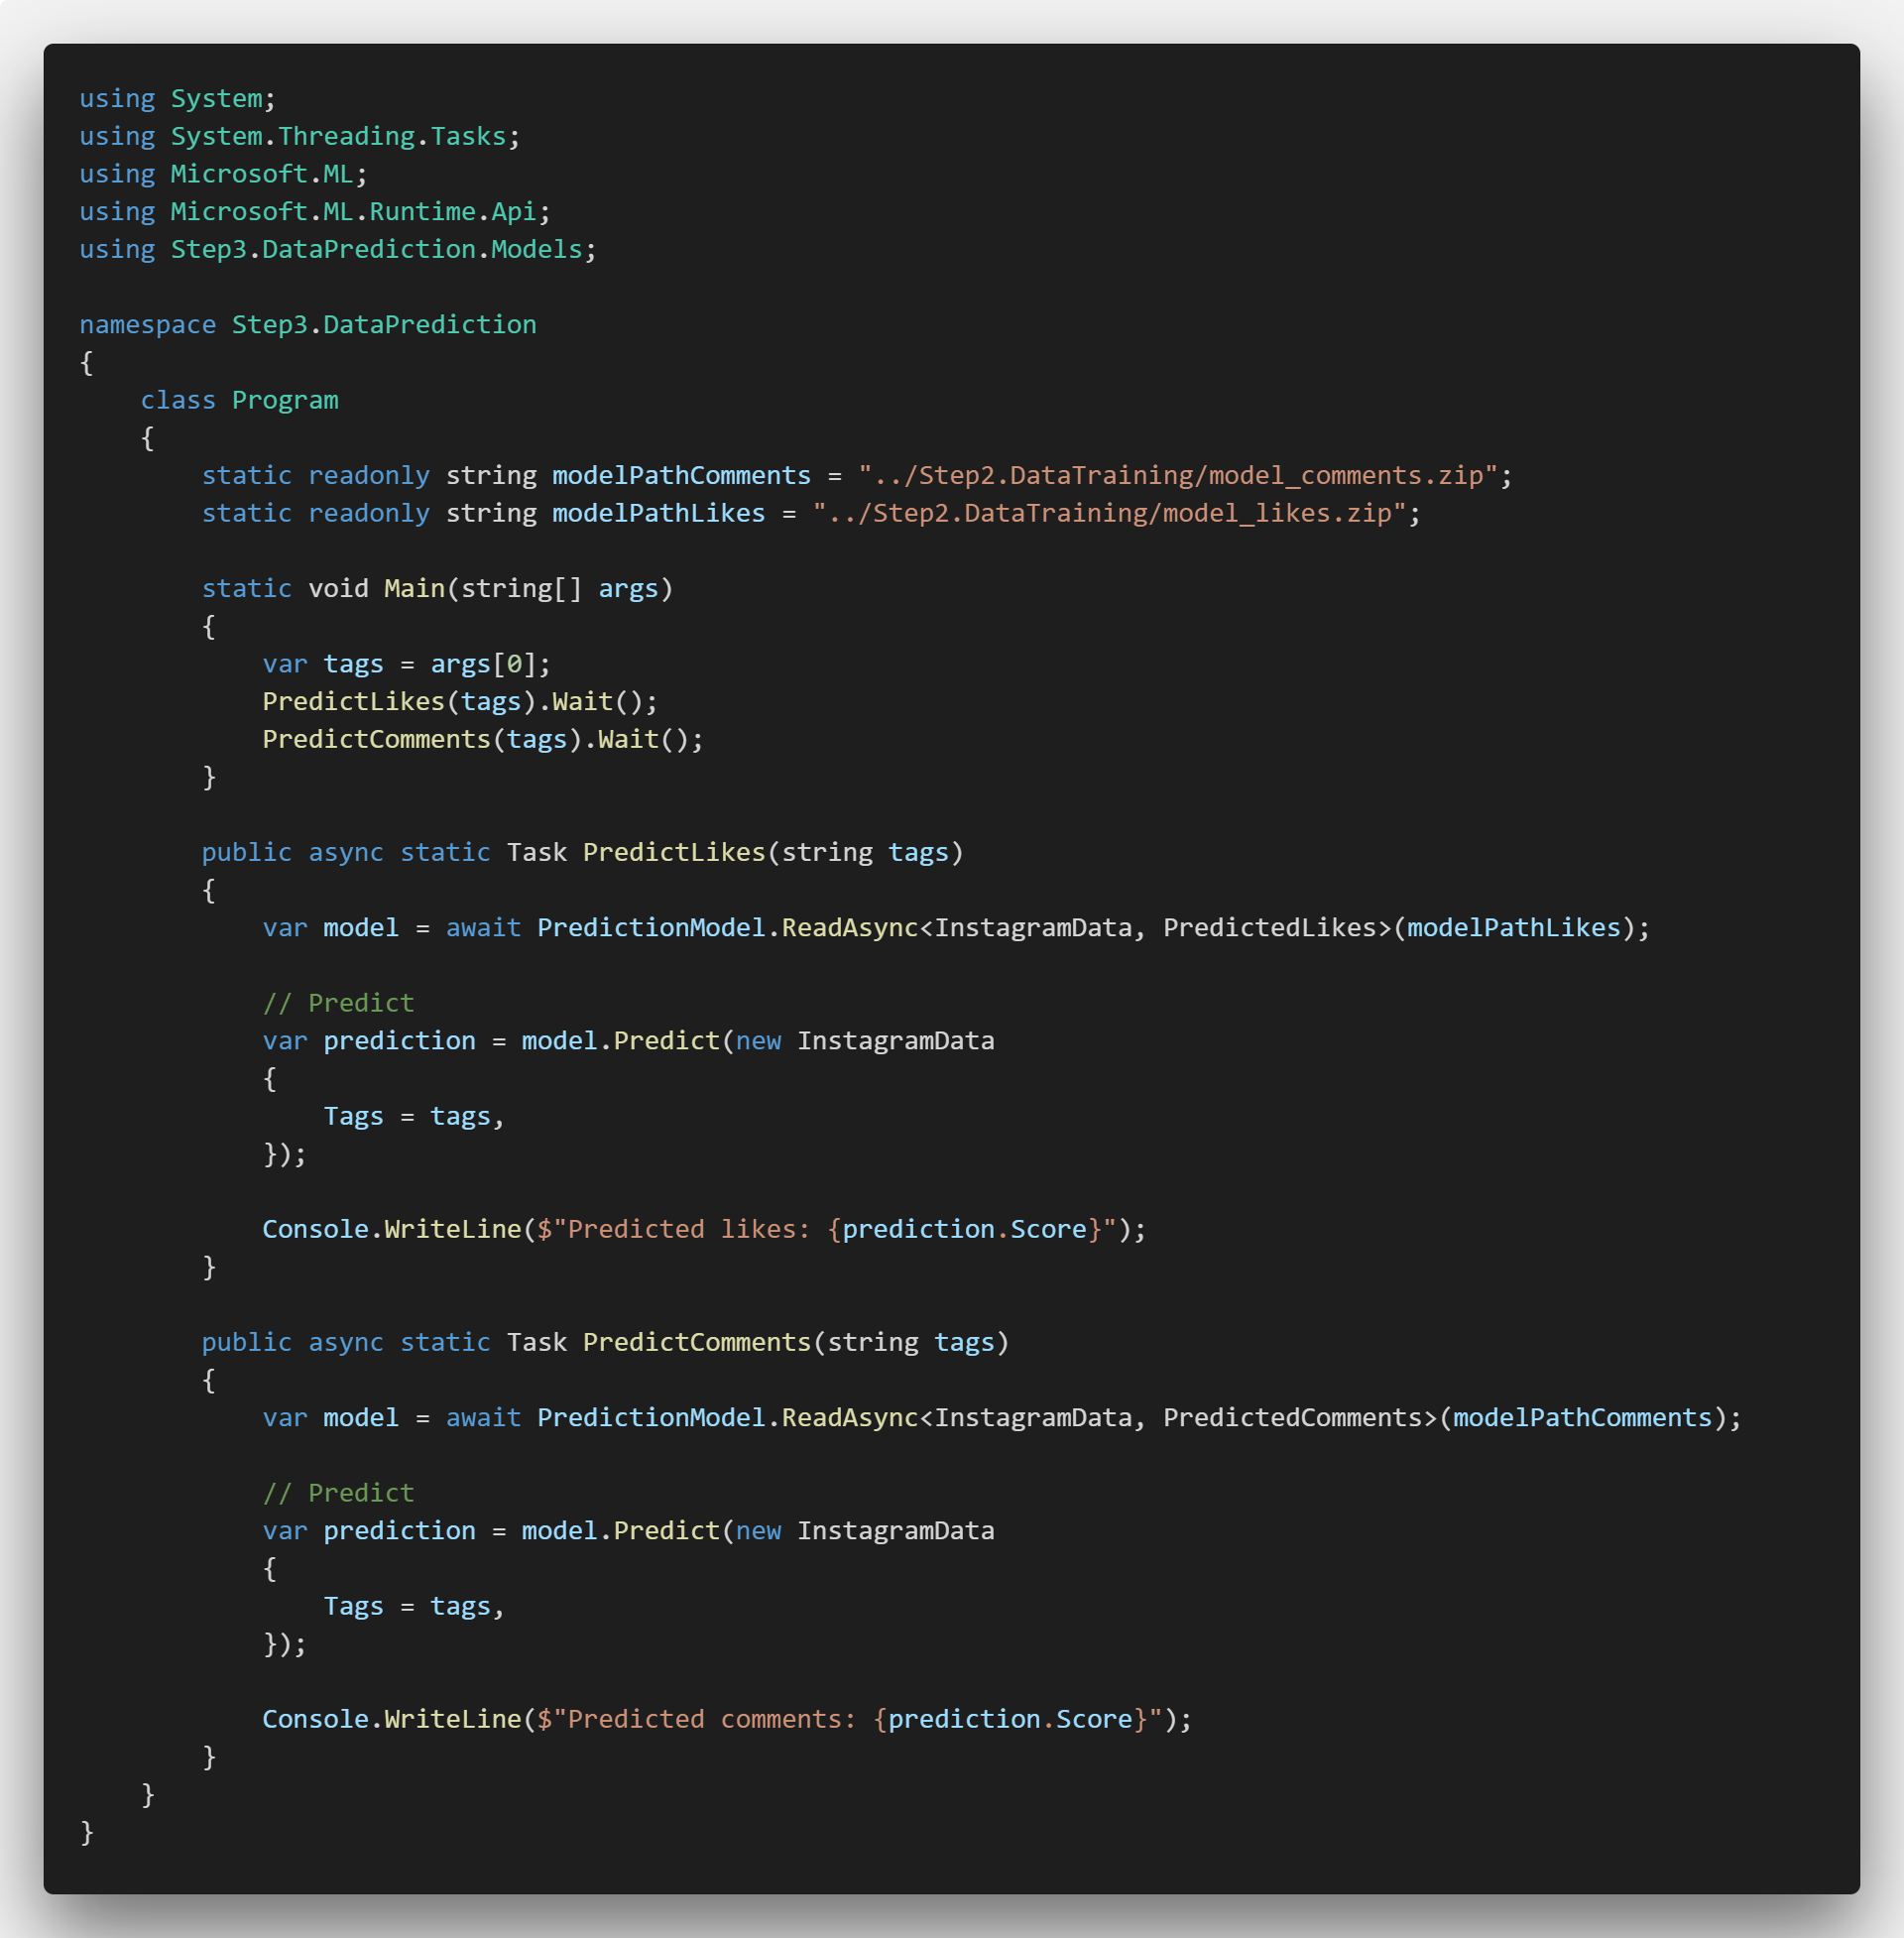 using System;
using System.Threading.Tasks;
using Microsoft.ML;
using Microsoft.ML.Runtime.Api;
using Step3.DataPrediction.Models;

namespace Step3.DataPrediction
{
    class Program
    {
        static readonly string modelPathComments = "../Step2.DataTraining/model_comments.zip";
        static readonly string modelPathLikes = "../Step2.DataTraining/model_likes.zip";

        static void Main(string[] args)
        {
            var tags = args[0];
            PredictLikes(tags).Wait();
            PredictComments(tags).Wait();
        }

        public async static Task PredictLikes(string tags)
        {
            var model = await PredictionModel.ReadAsync<InstagramData, PredictedLikes>(modelPathLikes);

            // Predict
            var prediction = model.Predict(new InstagramData
            {
                Tags = tags,
            });

            Console.WriteLine($"Predicted likes: {prediction.Score}");
        }

        public async static Task PredictComments(string tags)
        {
            var model = await PredictionModel.ReadAsync<InstagramData, PredictedComments>(modelPathComments);

            // Predict
            var prediction = model.Predict(new InstagramData
            {
                Tags = tags,
            });

            Console.WriteLine($"Predicted comments: {prediction.Score}");
        }
    }
}